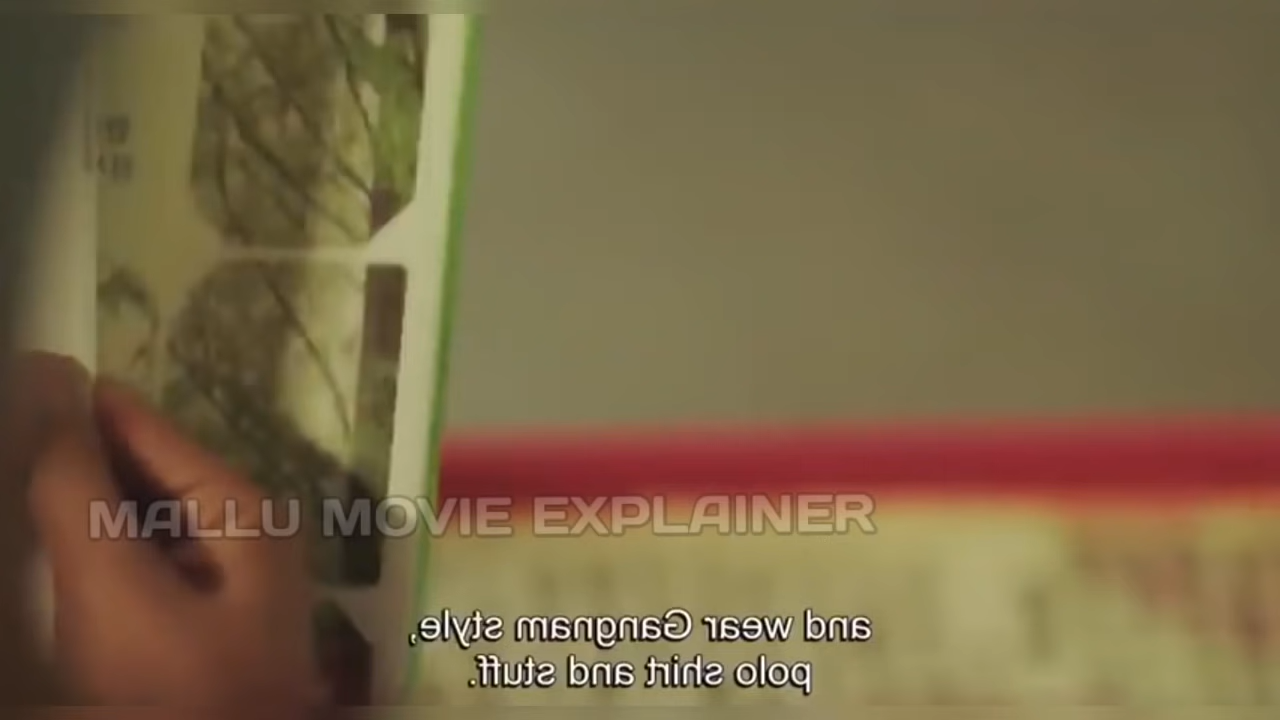 MALLU MOVIE EXPLAINER
and wear Gangnam style,
polo shirt and stuff.